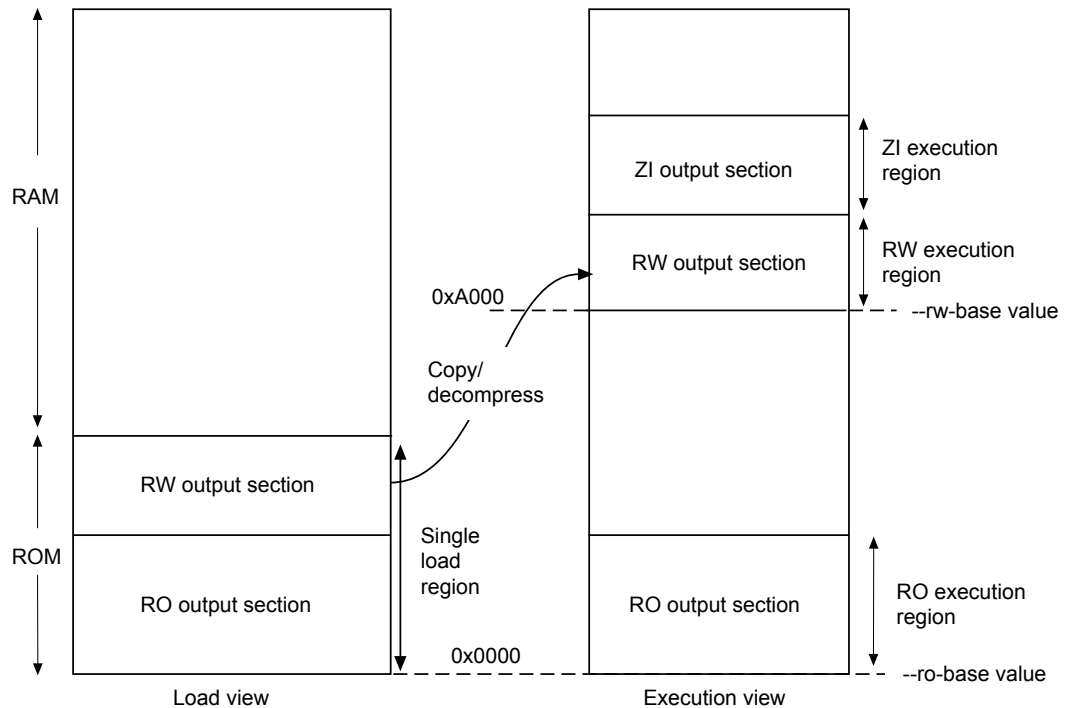 RAM
ROM
RW output section
RO output section
Load view
Single
load
region
Copy/
decompress
0xA000
0x0000
ZI output section
RW output section
RO output section
Execution view
ZI execution
region
RW execution
region
--rw-base value
RO execution
region
--ro-base value